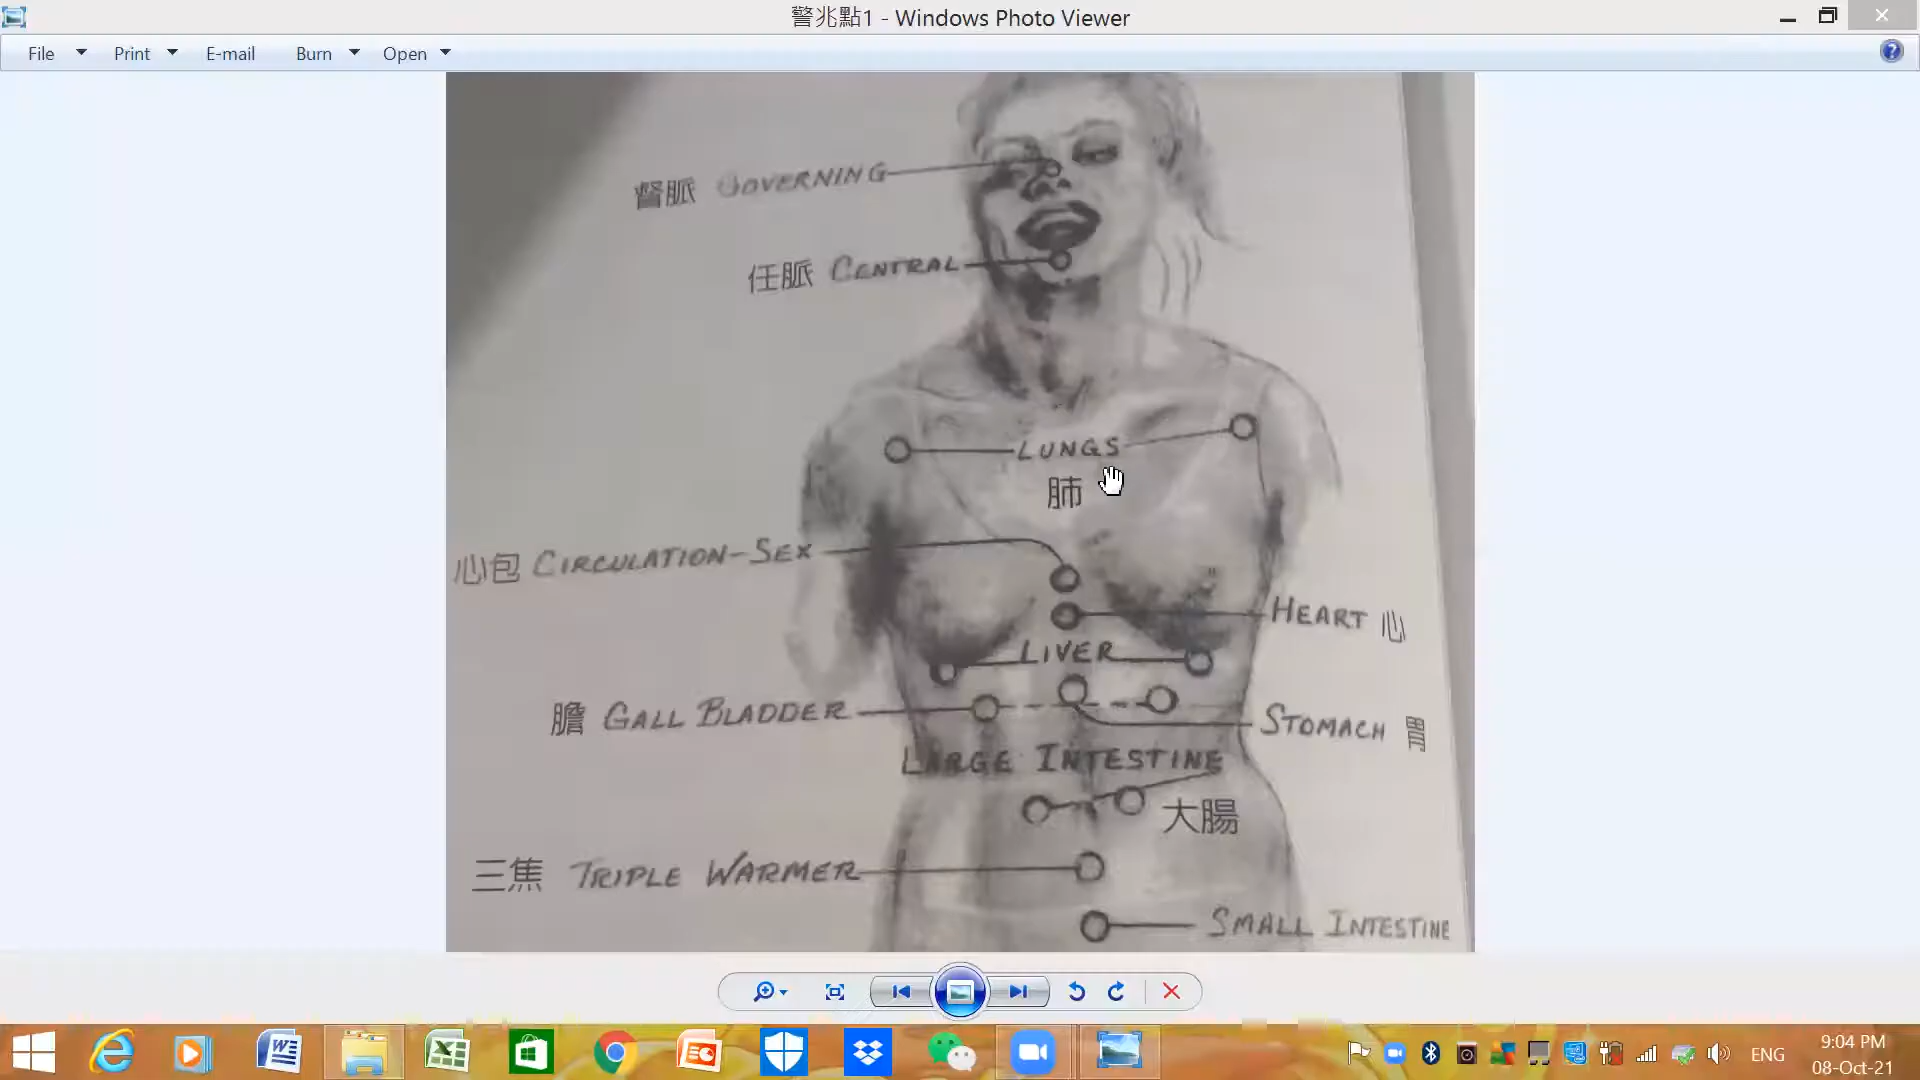 警兆點1 - Windows Photo Viewer
File Print E-mail Burn Open
督脈 GOVERNING
任脈 CENTRAL
LUNGS
肺
心包 CIRCULATION-SEX
HEART 心
LIVER
膽 GALL BLADDER
STOMACH 胃
LARGE INTESTINE
大腸
三焦 TRIPLE WARMER
SMALL INTESTINE
ENG
9:04 PM
08-Oct-21